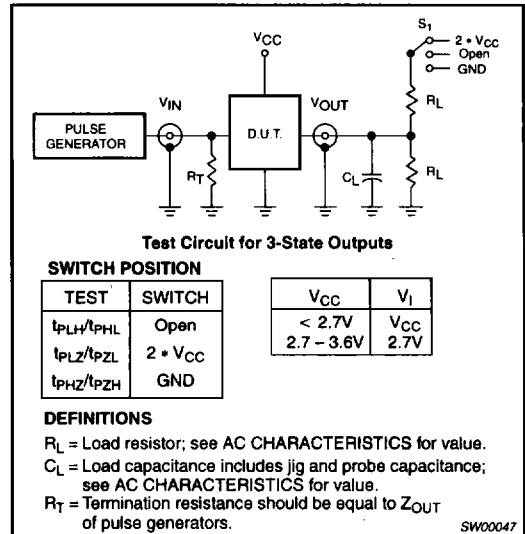 S1
2 * VCC
Open
GND
VCC
RL
VIN
VOUT
PULSE
GENERATOR
D.U.T.
RT
CL
RL
Test Circuit for 3-State Outputs
SWITCH POSITION
TEST SWITCH
tPLH/tPHL Open
tPLZ/tPZL 2 * VCC
tPHZ/tPZH GND
VCC VI
< 2.7V VCC
2.7 – 3.6V 2.7V
DEFINITIONS
RL = Load resistor; see AC CHARACTERISTICS for value.
CL = Load capacitance includes jig and probe capacitance;
see AC CHARACTERISTICS for value.
RT = Termination resistance should be equal to ZOUT
of pulse generators.
SW00047